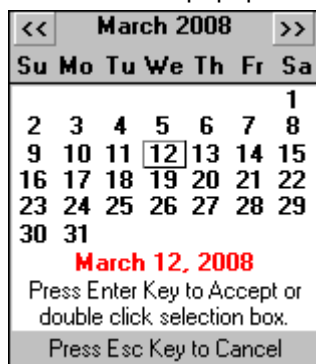 << March 2008 >>
Su Mo Tu We Th Fr Sa
1
2 3 4 5 6 7 8
9 10 11 12 13 14 15
16 17 18 19 20 21 22
23 24 25 26 27 28 29
30 31
March 12, 2008
Press Enter Key to Accept or
double click selection box.
Press Esc Key to Cancel